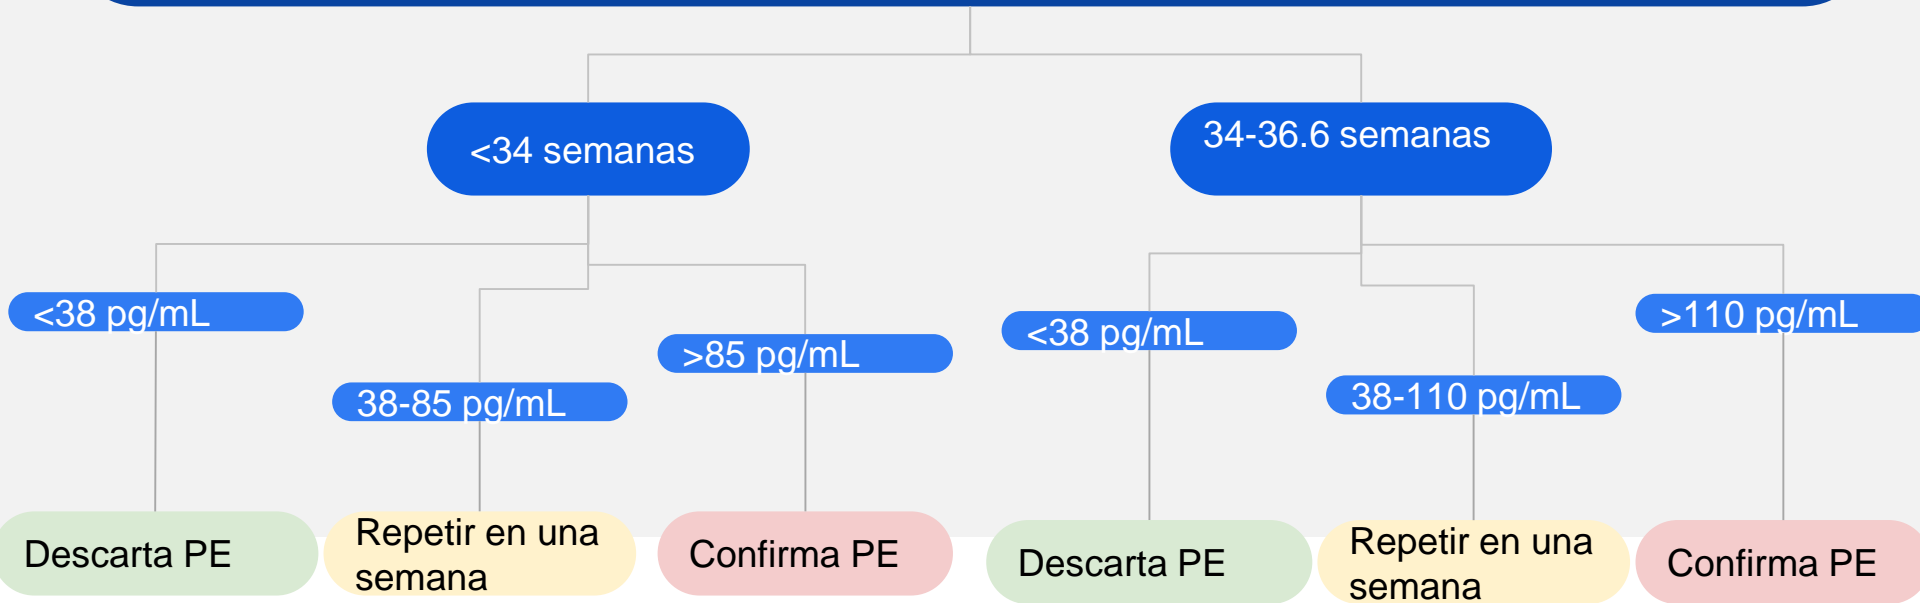 <34 semanas
34-36.6 semanas
<38 pg/mL
38-85 pg/mL
>85 pg/mL
<38 pg/mL
38-110 pg/mL
>110 pg/mL
Descarta PE
Repetir en una
semana
Confirma PE
Descarta PE
Repetir en una
semana
Confirma PE